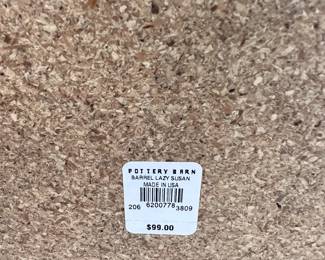 POTTERY BARN
BARREL LAZY SUSAN
MADE IN USA
206 6200778 3809
$99.00